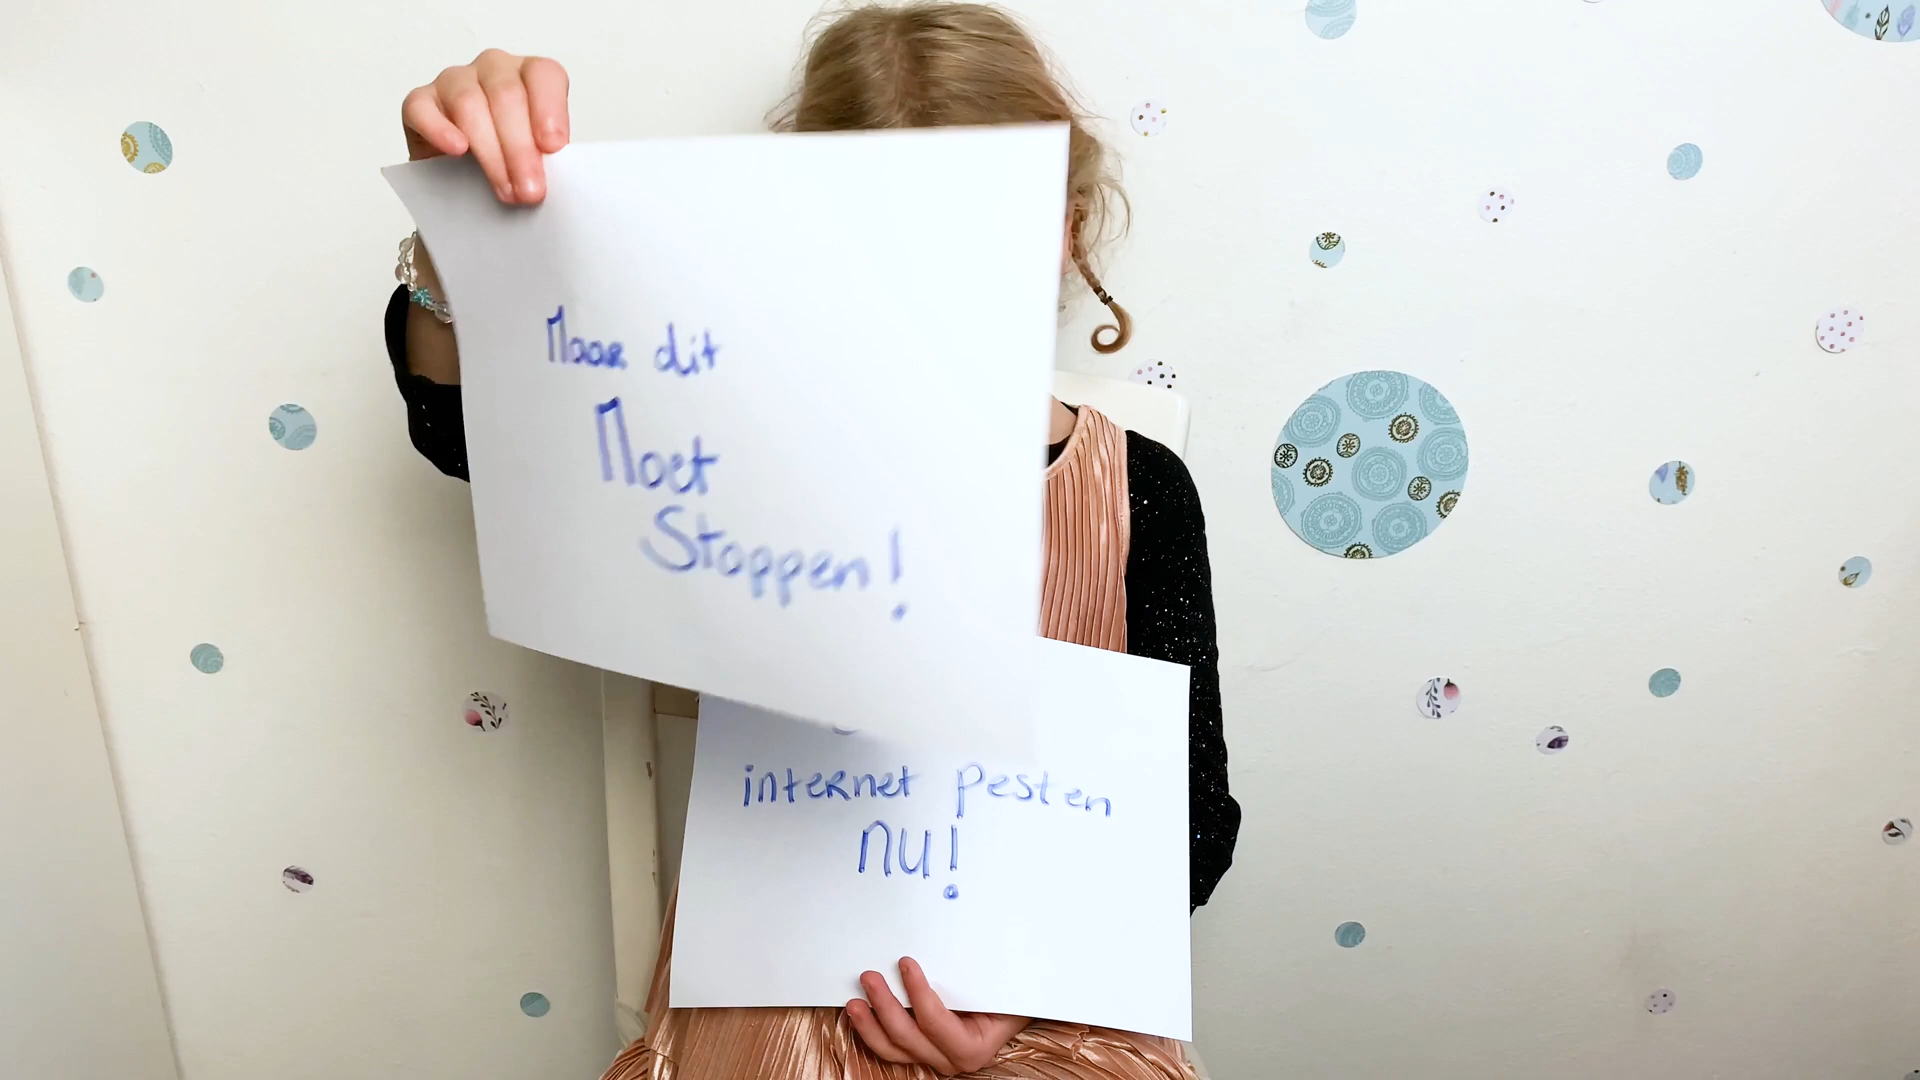 Maar dit
Moet
Stoppen!
internet pesten
nu!